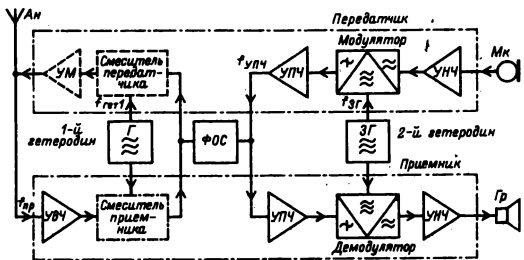 Ан
Передатчик
УМ
Смеситель
передат-
чика
fгет1
fУПЧ
УПЧ
Модулятор
УНЧ
Мк
fЗГ
1-й
гетеродин
Г
ФОС
ЗГ
2-й гетеродин
Приемник
fпр
УВЧ
Смеситель
прием-
ника
УПЧ
Демодулятор
УНЧ
Гр